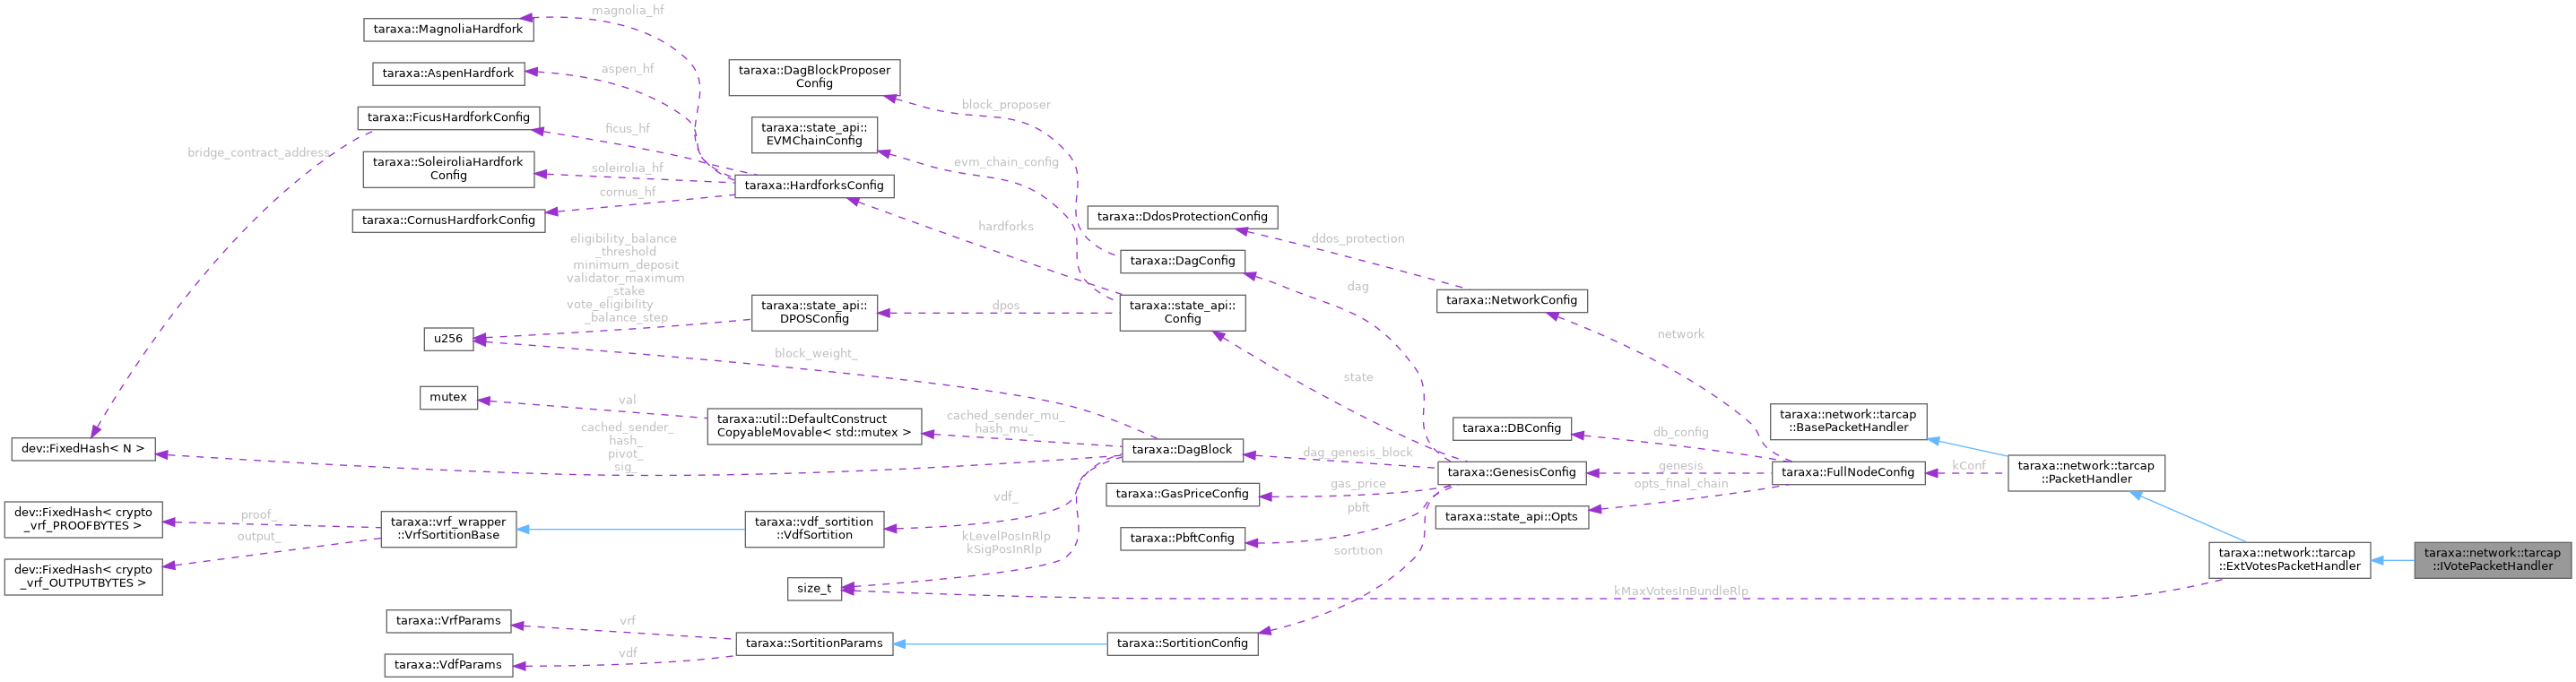 magnolia_hf
taraxa::MagnoliaHardfork
aspen_hf
taraxa::AspenHardfork
taraxa::DagBlockProposer
Config
block_proposer
taraxa::FicusHardforkConfig
ficus_hf
taraxa::state_api::
EVMChainConfig
bridge_contract_address
taraxa::SoleiroliaHardfork
Config
soleirolia_hf
evm_chain_config
taraxa::HardforksConfig
cornus_hf
taraxa::CornusHardforkConfig
taraxa::DdosProtectionConfig
hardforks
ddos_protection
eligibility_balance
_threshold
minimum_deposit
validator_maximum
_stake
vote_eligibility
_balance_step
taraxa::DagConfig
dag
taraxa::NetworkConfig
taraxa::state_api::
DPOSConfig
dpos
taraxa::state_api::
Config
network
u256
block_weight_
state
mutex
val
taraxa::util::DefaultConstruct
CopyableMovable< std::mutex >
cached_sender_mu_
hash_mu_
taraxa::DBConfig
db_config
taraxa::network::tarcap
::BasePacketHandler
dev::FixedHash< N >
cached_sender_
hash_
pivot_
sig_
taraxa::DagBlock
dag_genesis_block
taraxa::GenesisConfig
genesis
taraxa::FullNodeConfig
kConf
taraxa::network::tarcap
::PacketHandler
opts_final_chain
taraxa::GasPriceConfig
gas_price
pbft
vdf_
taraxa::state_api::Opts
dev::FixedHash< crypto
_vrf_PROOFBYTES >
proof_
output_
taraxa::vrf_wrapper
::VrfSortitionBase
taraxa::vdf_sortition
::VdfSortition
kLevelPosInRlp
kSigPosInRlp
taraxa::PbftConfig
sortition
taraxa::network::tarcap
::ExtVotesPacketHandler
taraxa::network::tarcap
::IVotePacketHandler
dev::FixedHash< crypto
_vrf_OUTPUTBYTES >
size_t
kMaxVotesInBundleRlp
taraxa::VrfParams
vrf
taraxa::SortitionParams
taraxa::SortitionConfig
vdf
taraxa::VdfParams